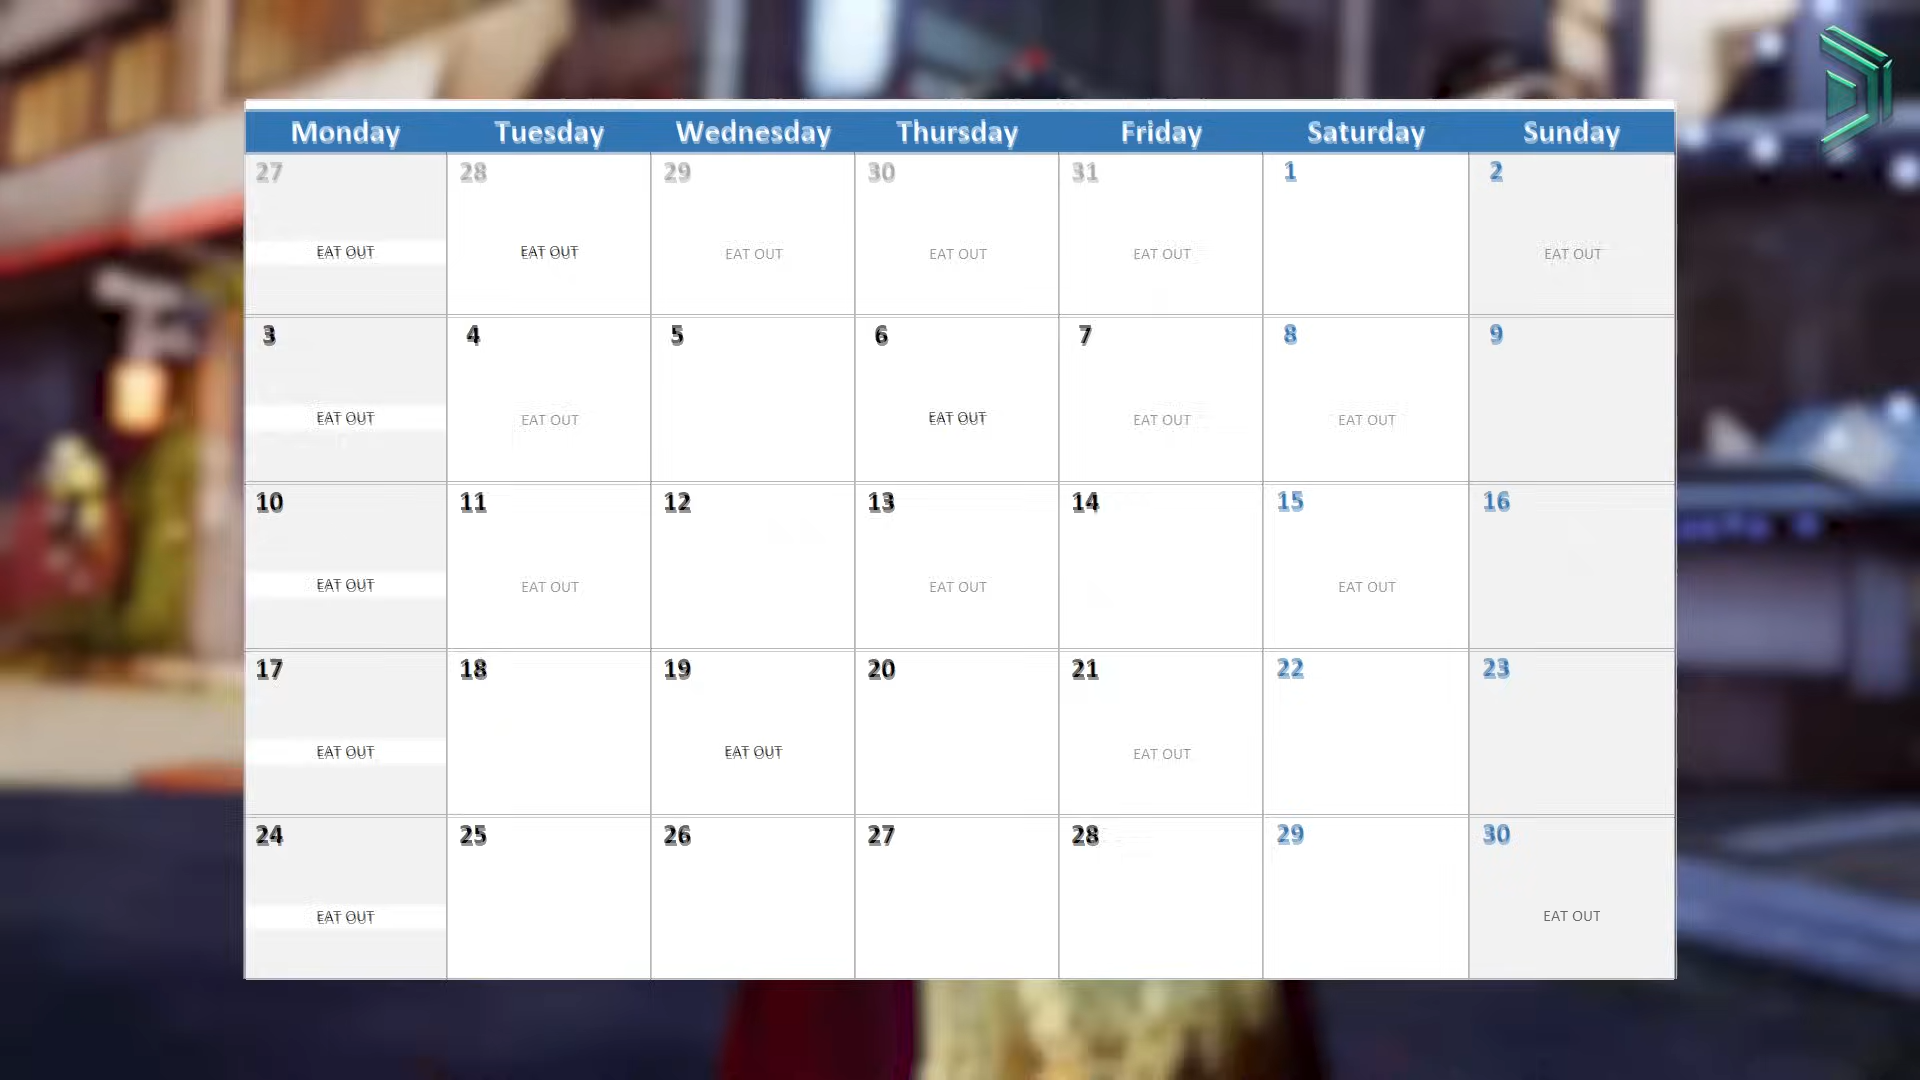 Monday Tuesday Wednesday Thursday Friday Saturday Sunday
27 28 29 30 31 1 2
EAT OUT EAT OUT EAT OUT EAT OUT EAT OUT EAT OUT
3 4 5 6 7 8 9
EAT OUT EAT OUT EAT OUT EAT OUT EAT OUT
10 11 12 13 14 15 16
EAT OUT EAT OUT EAT OUT EAT OUT
17 18 19 20 21 22 23
EAT OUT EAT OUT EAT OUT
24 25 26 27 28 29 30
EAT OUT EAT OUT